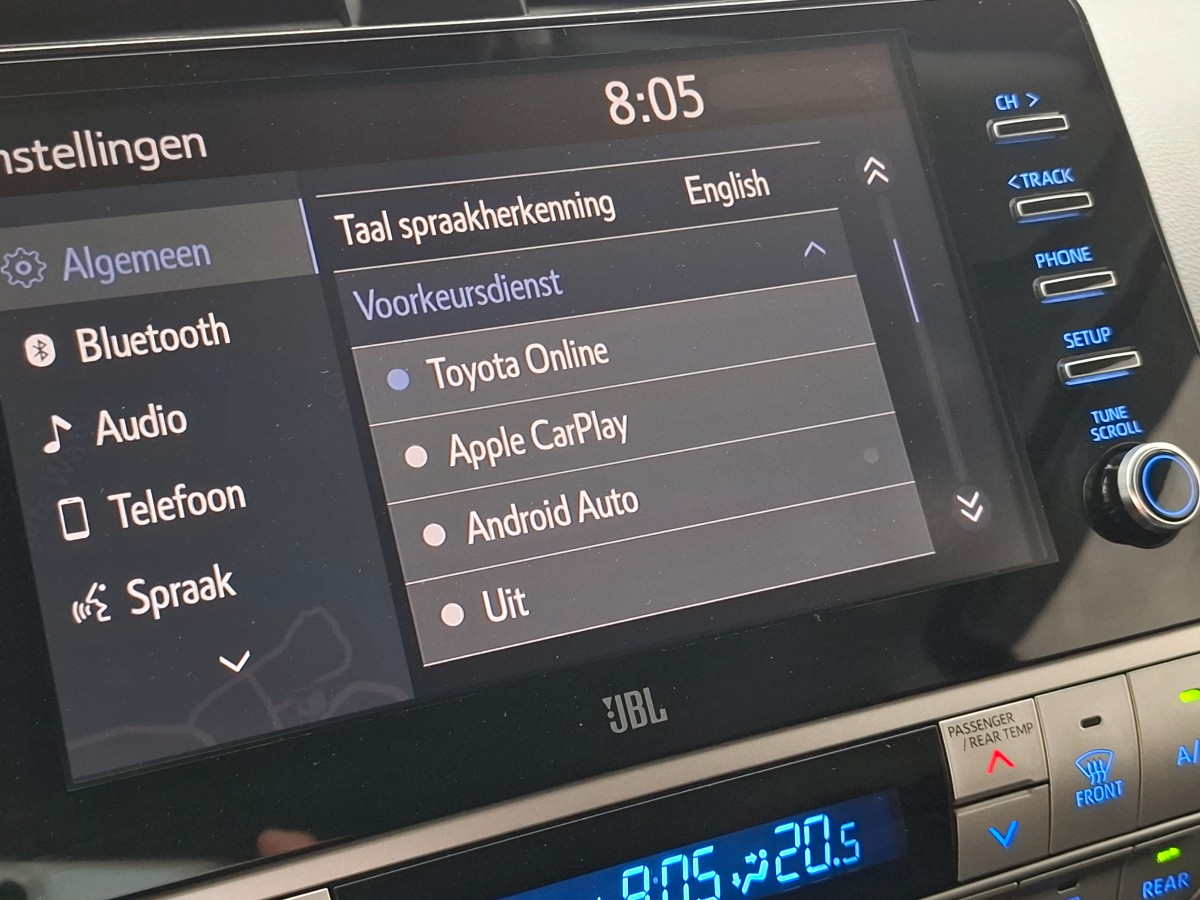 nstellingen
8:05
Algemeen
Bluetooth
Audio
Telefoon
Spraak
Taal spraakherkenning English
Voorkeursdienst
Toyota Online
Apple CarPlay
Android Auto
Uit
CH >
<TRACK
PHONE
SETUP
TUNE
SCROLL
JBL
PASSENGER
/REAR TEMP
FRONT
A/
8:05 20.5
REAR